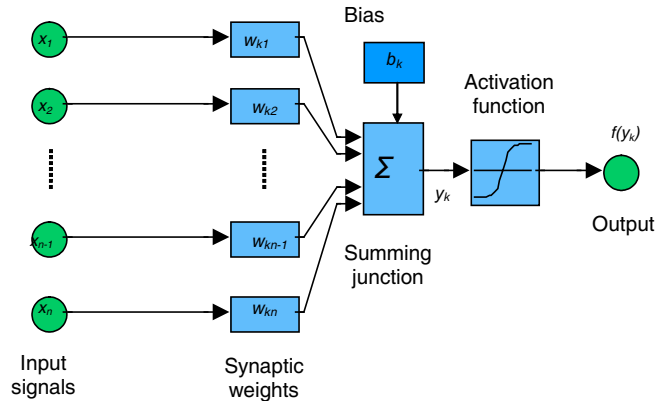 Bias
x1
wk1
bk
Activation
function
x2
wk2
f(yk)
Σ
yk
xn-1
wkn-1
Output
Summing
junction
xn
wkn
Input
signals
Synaptic
weights